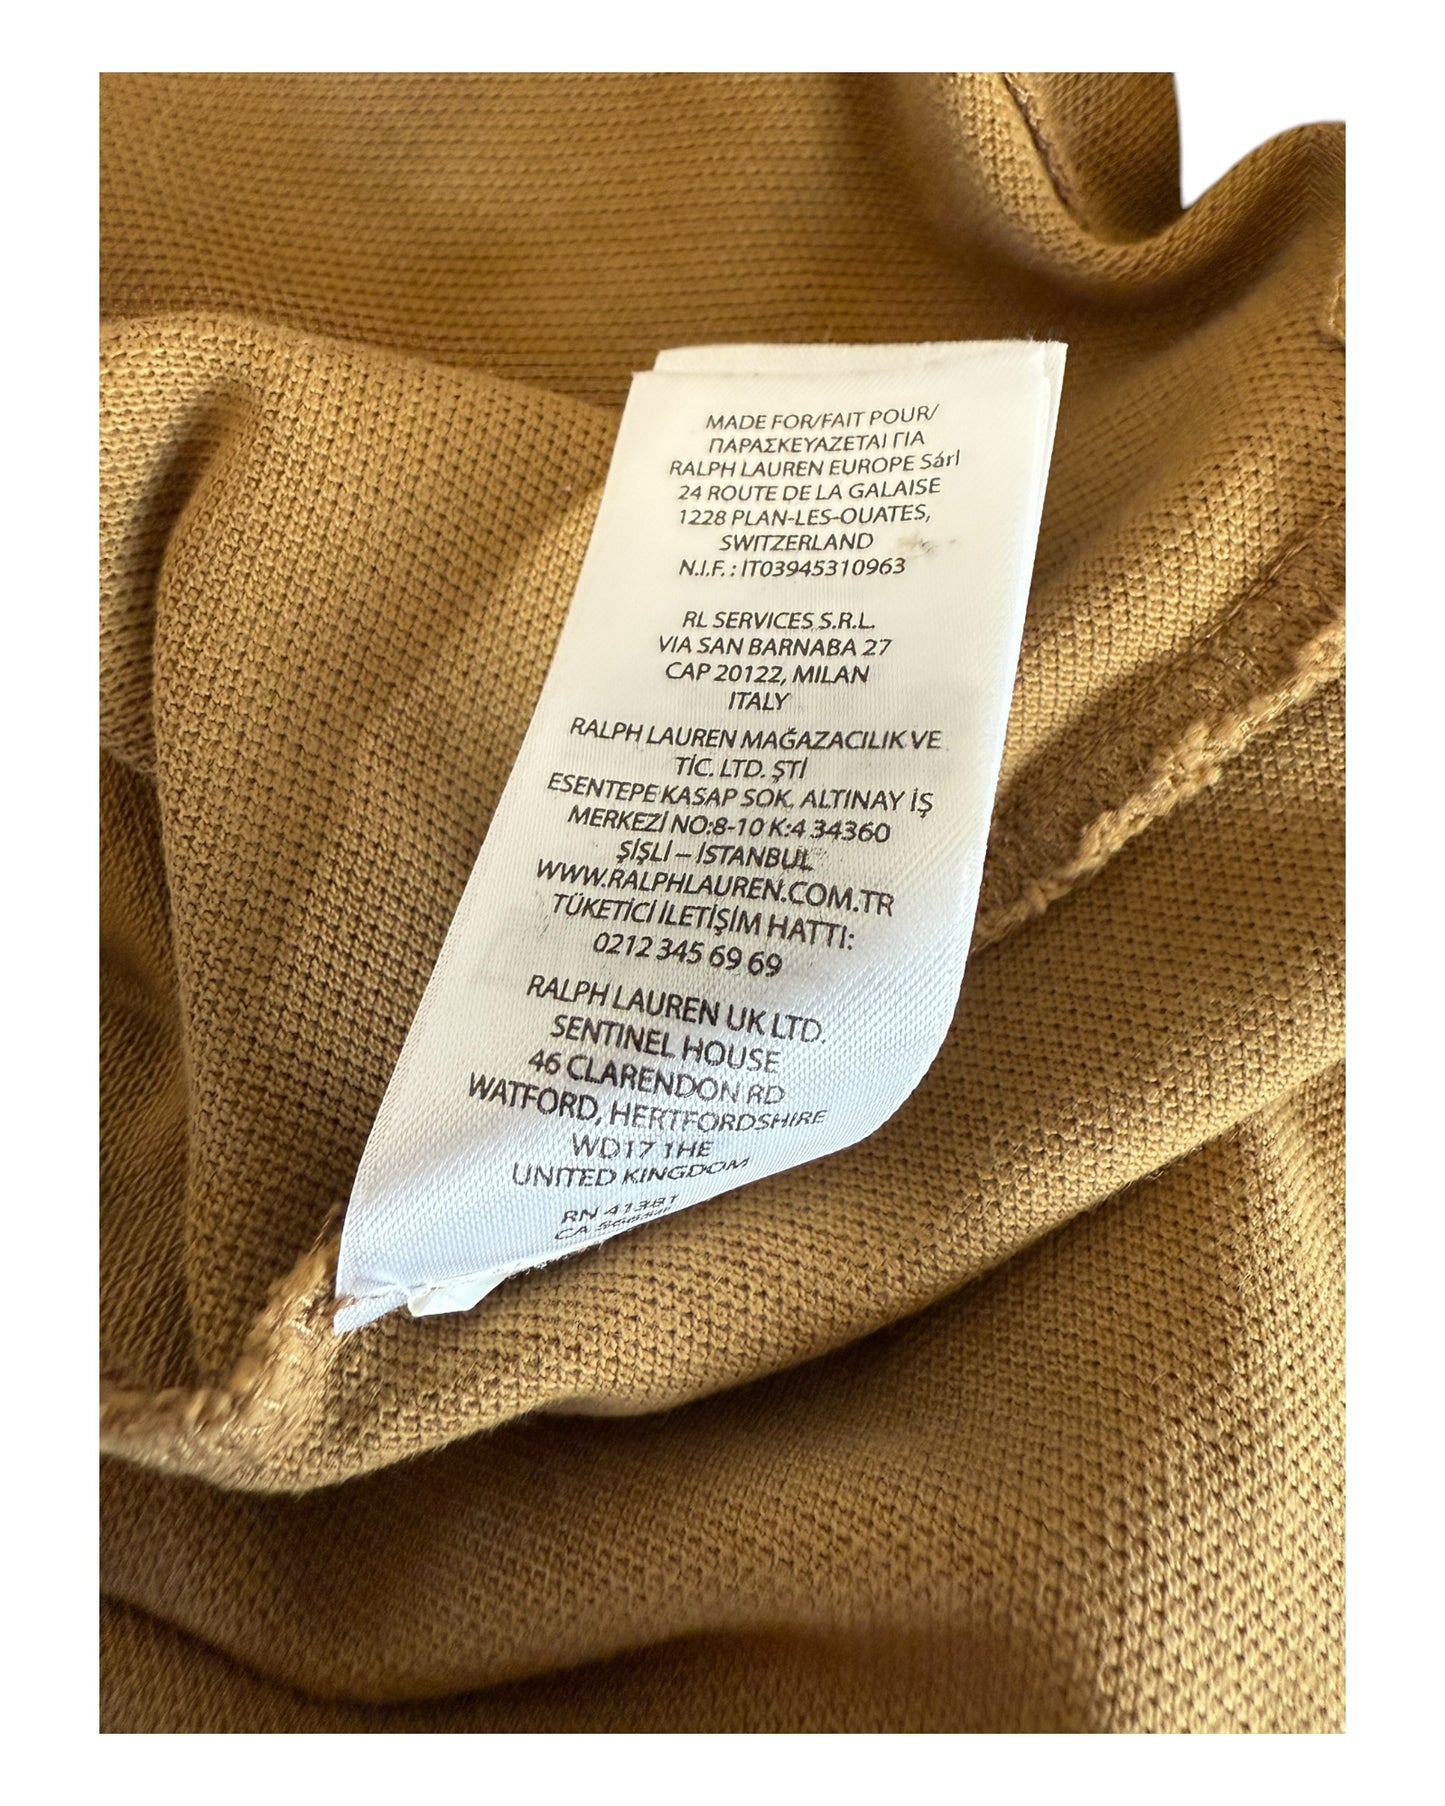 MADE FOR/FAIT POUR/
ΠΑΡΑΣΚΕΥΑΖΕΤΑΙ ΓΙΑ
RALPH LAUREN EUROPE Sárl
24 ROUTE DE LA GALAISE
1228 PLAN-LES-OUATES,
SWITZERLAND
N.I.F. : IT03945310963
RL SERVICES S.R.L.
VIA SAN BARNABA 27
CAP 20122, MILAN
ITALY
RALPH LAUREN MAĞAZACILIK VE
TİC. LTD. ŞTİ
ESENTEPE KASAP SOK. ALTINAY İŞ
MERKEZİ NO:8-10 K:4 34360
ŞİŞLİ – İSTANBUL
WWW.RALPHLAUREN.COM.TR
TÜKETİCİ İLETİŞİM HATTI:
0212 345 69 69
RALPH LAUREN UK LTD.
SENTINEL HOUSE
46 CLARENDON RD
WATFORD, HERTFORDSHIRE
WD17 1HE
UNITED KINGDOM
RN 41381
CA